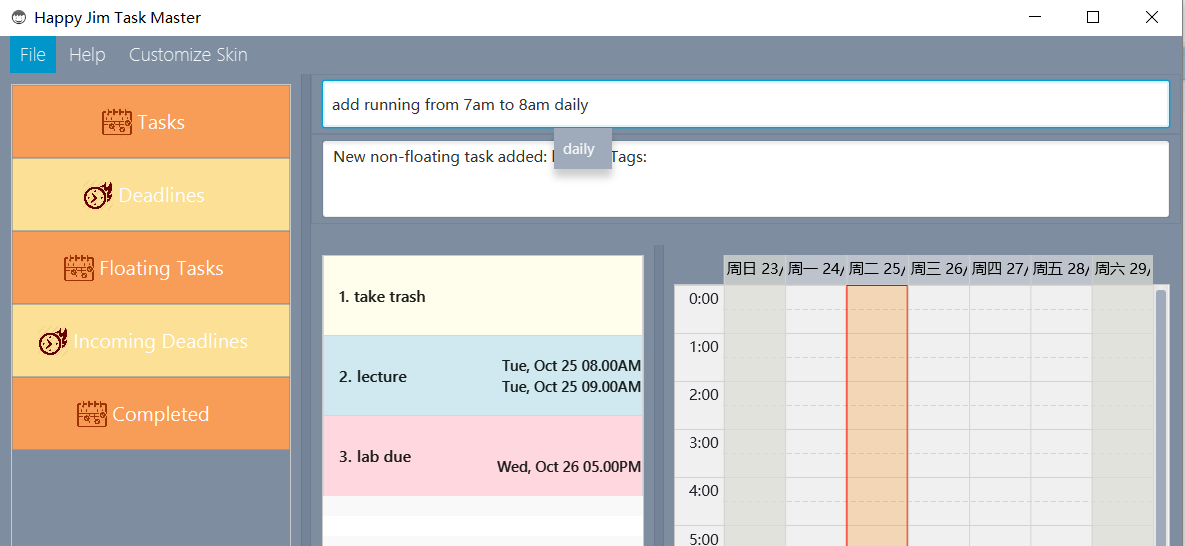 Happy Jim Task Master
File Help Customize Skin
Tasks
Deadlines
Floating Tasks
Incoming Deadlines
Completed
add running from 7am to 8am daily
daily
New non-floating task added: Tags:
1. take trash
2. lecture
Tue, Oct 25 08.00AM
Tue, Oct 25 09.00AM
3. lab due
Wed, Oct 26 05.00PM
周日 23/ 周一 24/ 周二 25/ 周三 26/ 周四 27/ 周五 28/ 周六 29/
0:00
1:00
2:00
3:00
4:00
5:00